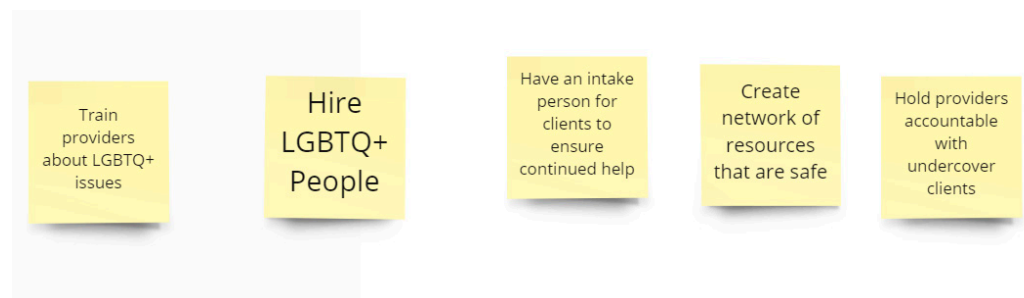 Train
providers
about LGBTQ+
issues
Hire
LGBTQ+
People
Have an intake
person for
clients to
ensure
continued help
Create
network of
resources
that are safe
Hold providers
accountable
with
undercover
clients